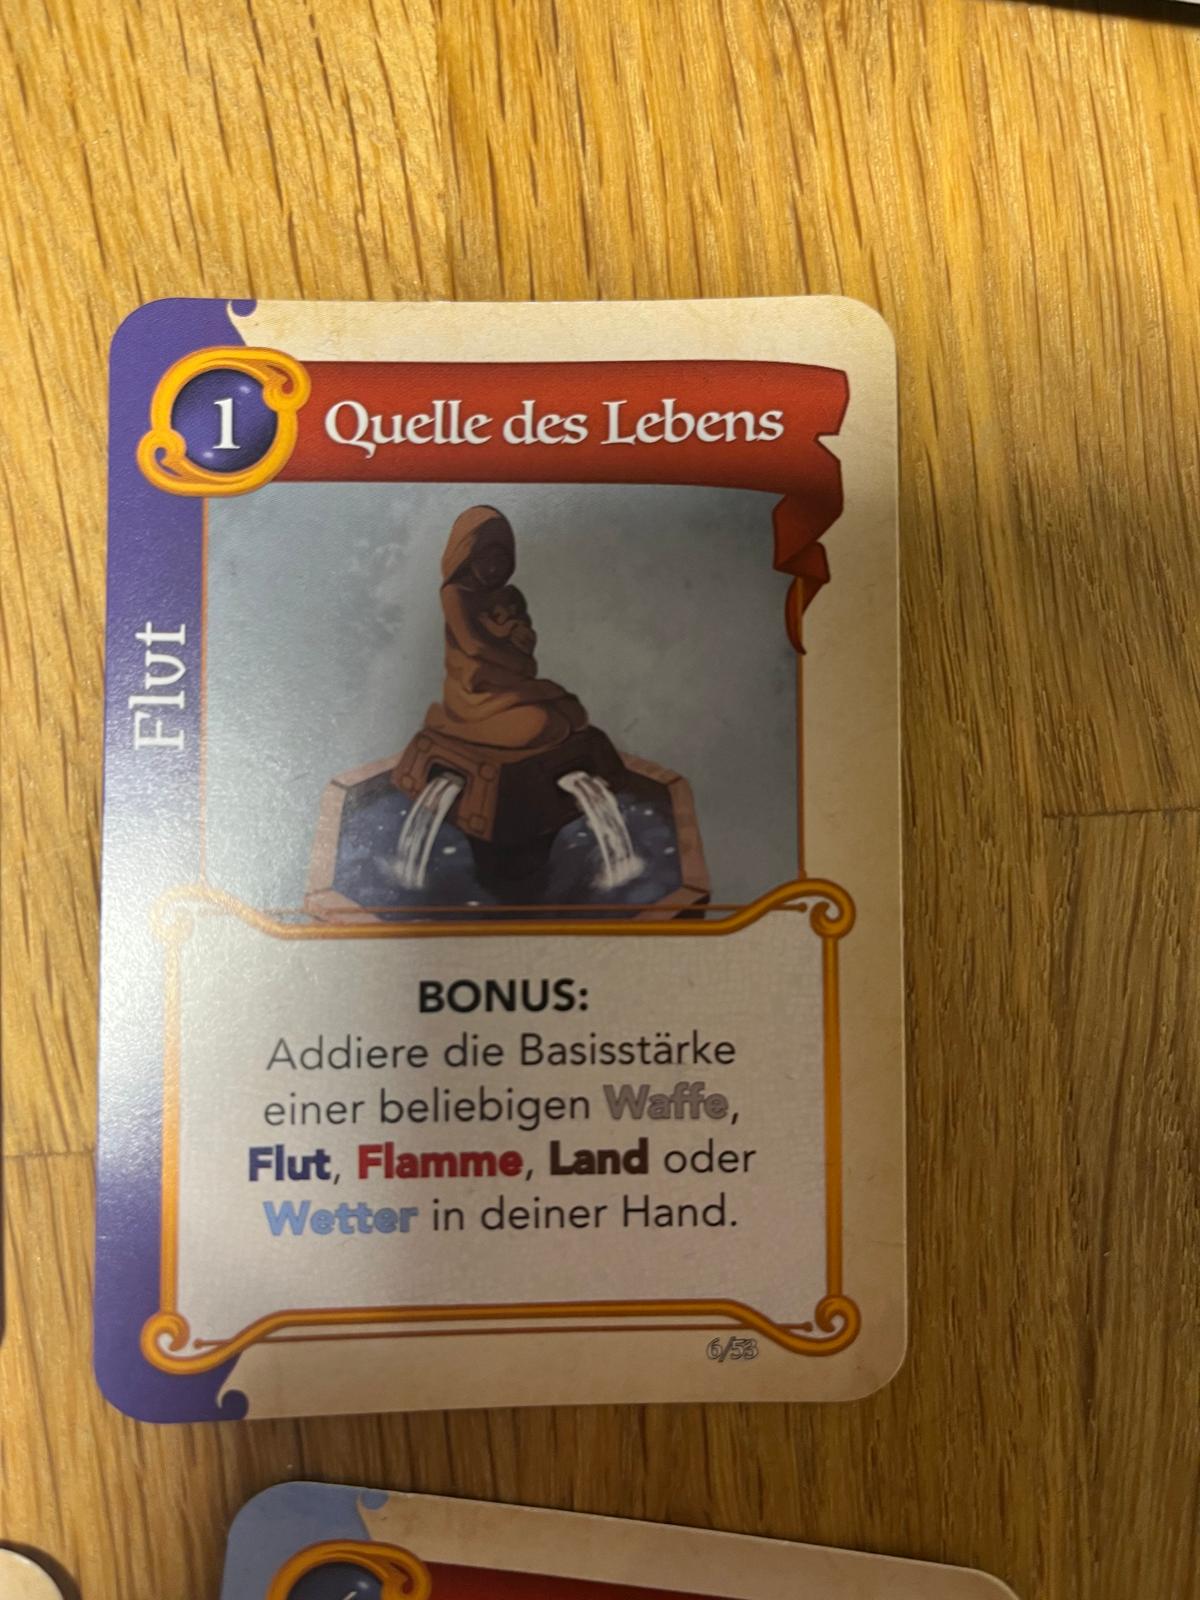 1
Quelle des Lebens
Flut
BONUS:
Addiere die Basisstärke
einer beliebigen Waffe,
Flut, Flamme, Land oder
Wetter in deiner Hand.
6/53